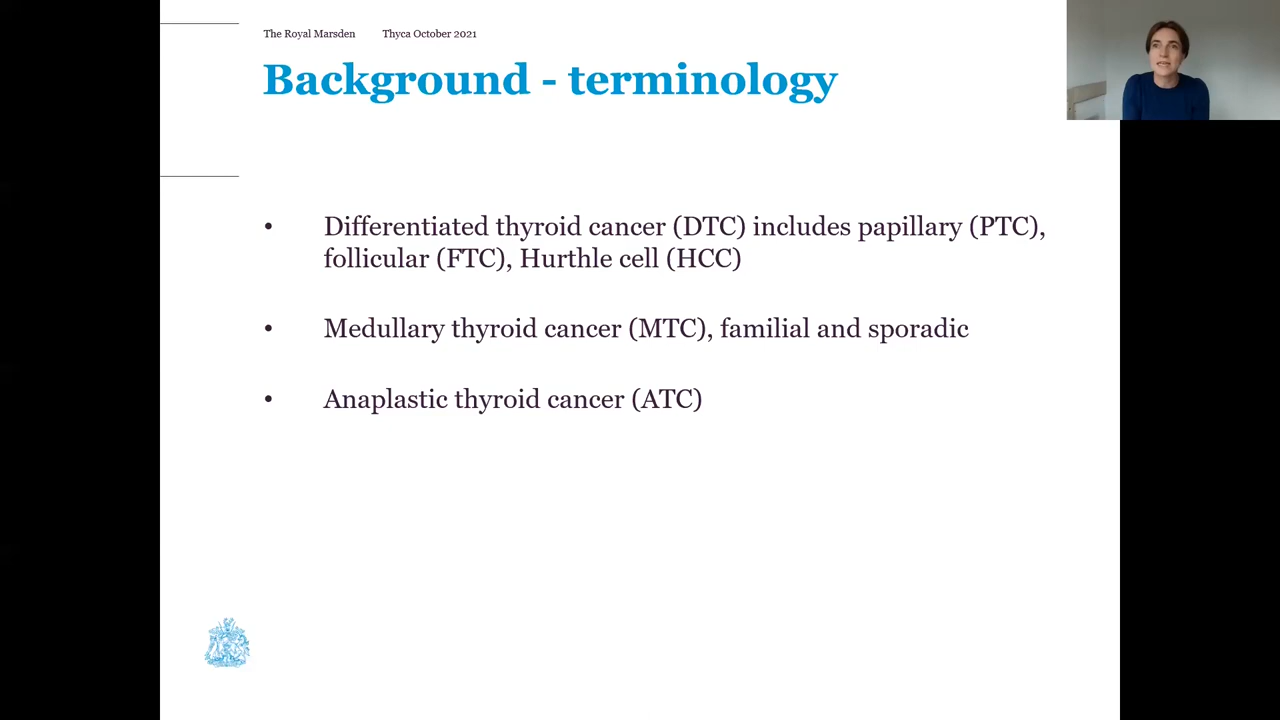 The Royal Marsden Thyca October 2021
Background - terminology
• Differentiated thyroid cancer (DTC) includes papillary (PTC),
follicular (FTC), Hurthle cell (HCC)
• Medullary thyroid cancer (MTC), familial and sporadic
• Anaplastic thyroid cancer (ATC)